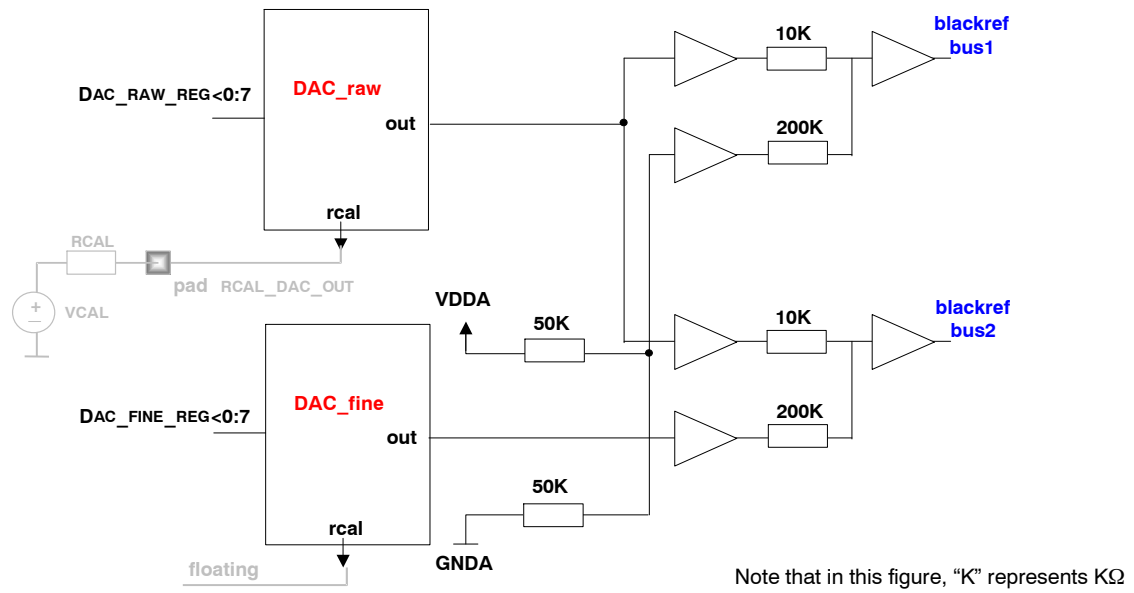 blackref
bus1
10K
DAC_raw
DAC_RAW_REG<0:7
out
200K
rcal
RCAL
pad RCAL_DAC_OUT
+
−
VCAL
VDDA
50K
10K
blackref
bus2
DAC_fine
DAC_FINE_REG<0:7
out
200K
50K
rcal
GNDA
floating
Note that in this figure, “K” represents KΩ